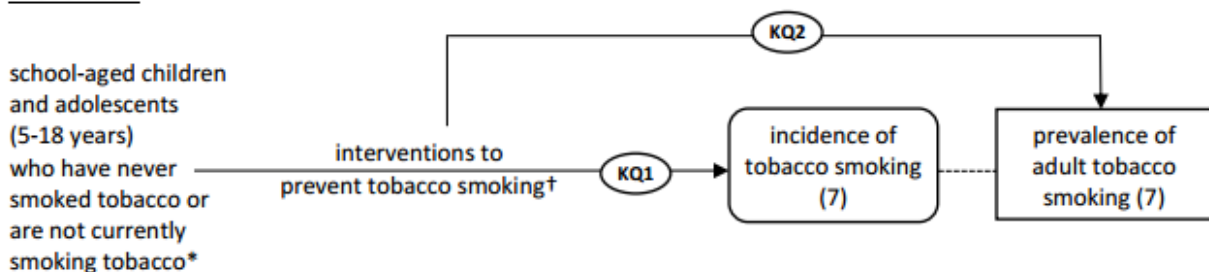 KQ2
school-aged children
and adolescents
(5-18 years)
who have never
smoked tobacco or
are not currently
smoking tobacco*
interventions to
prevent tobacco smoking†
KQ1
incidence of
tobacco smoking
(7)
prevalence of
adult tobacco
smoking (7)